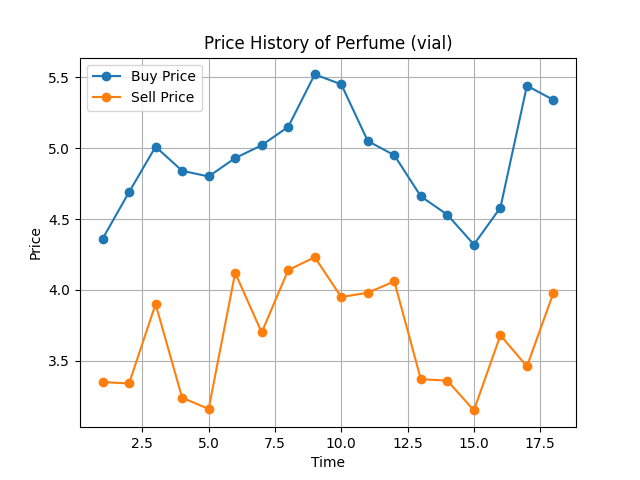 Price History of Perfume (vial)
Buy Price
Sell Price
Price
5.5
5.0
4.5
4.0
3.5
2.5 5.0 7.5 10.0 12.5 15.0 17.5
Time